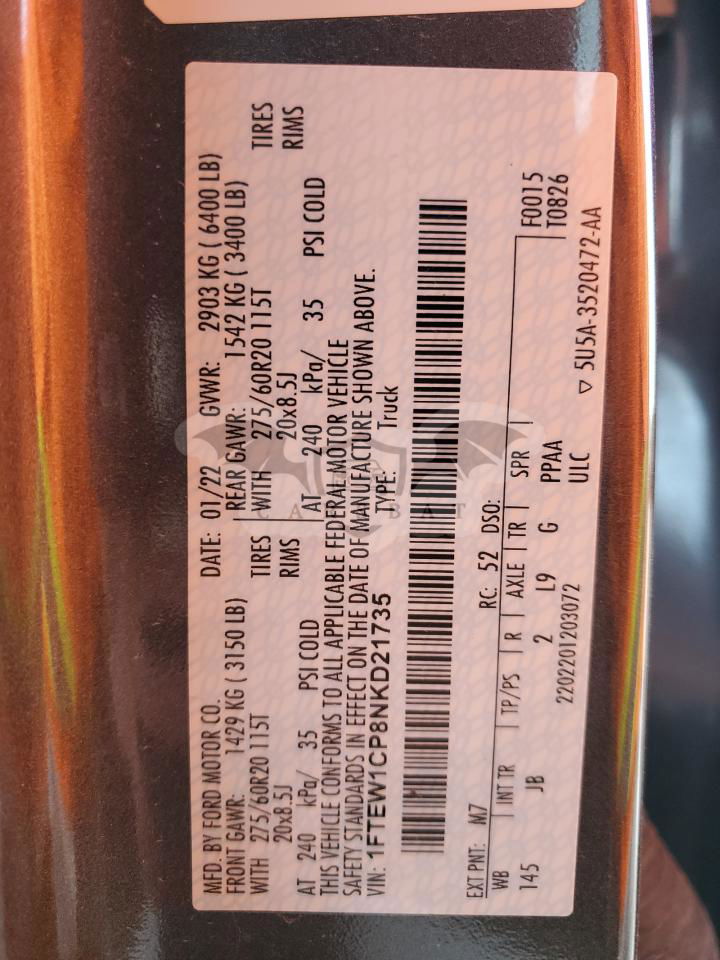 MFD. BY FORD MOTOR CO. DATE: 01/22 GVWR: 2903 KG ( 6400 LB)
FRONT GAWR: 1429 KG ( 3150 LB) REAR GAWR: 1542 KG ( 3400 LB)
WITH 275/60R20 115T TIRES WITH 275/60R20 115T TIRES
20x8.5J RIMS 20x8.5J RIMS
AT 240 kPa/ 35 PSI COLD AT 240 kPa/ 35 PSI COLD
THIS VEHICLE CONFORMS TO ALL APPLICABLE FEDERAL MOTOR VEHICLE
SAFETY STANDARDS IN EFFECT ON THE DATE OF MANUFACTURE SHOWN ABOVE.
VIN: 1FTEW1CP8NKD21735 TYPE: Truck
EXT PNT: M7 RC: 52 DSO: F0015
WB INT TR TP/PS R AXLE TR SPR T0826
145 JB 2 L9 G PPAA
2202201203072 ULC
▽ 5U5A-3520472-AA